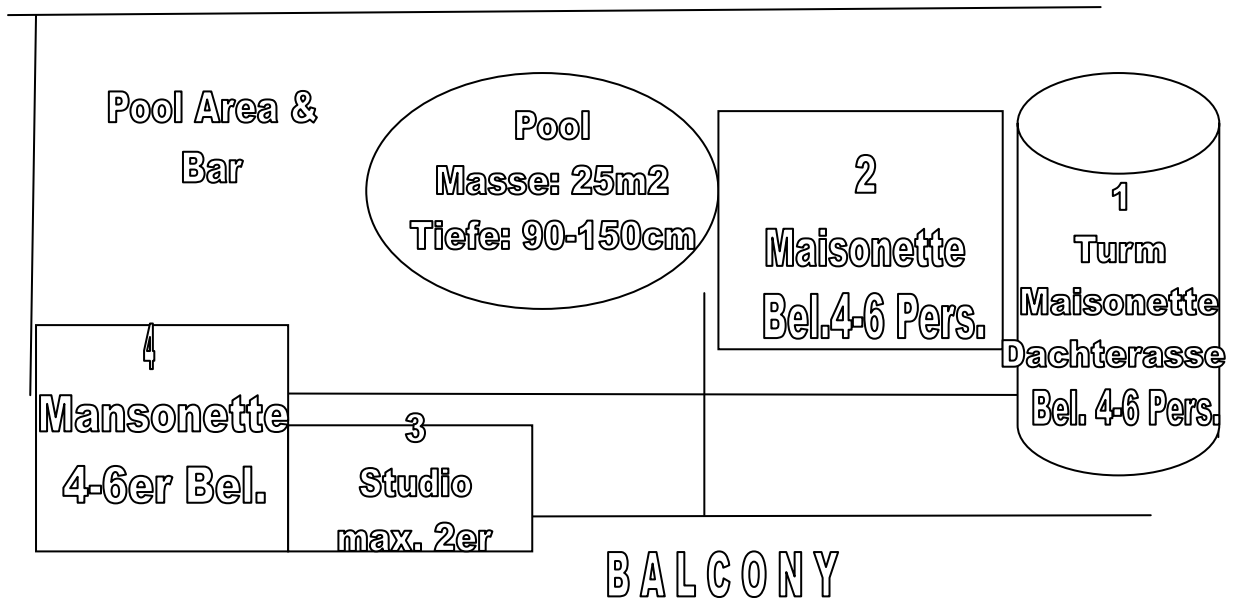 Pool Area &
Bar
Pool
Masse: 25m2
Tiefe: 90-150cm
2
Maisonette
Bel.4-6 Pers.
1
Turm
Maisonette
Dachterasse
Bel. 4-6 Pers.
4
Mansonette
4-6er Bel.
3
Studio
max. 2er
BALCONY